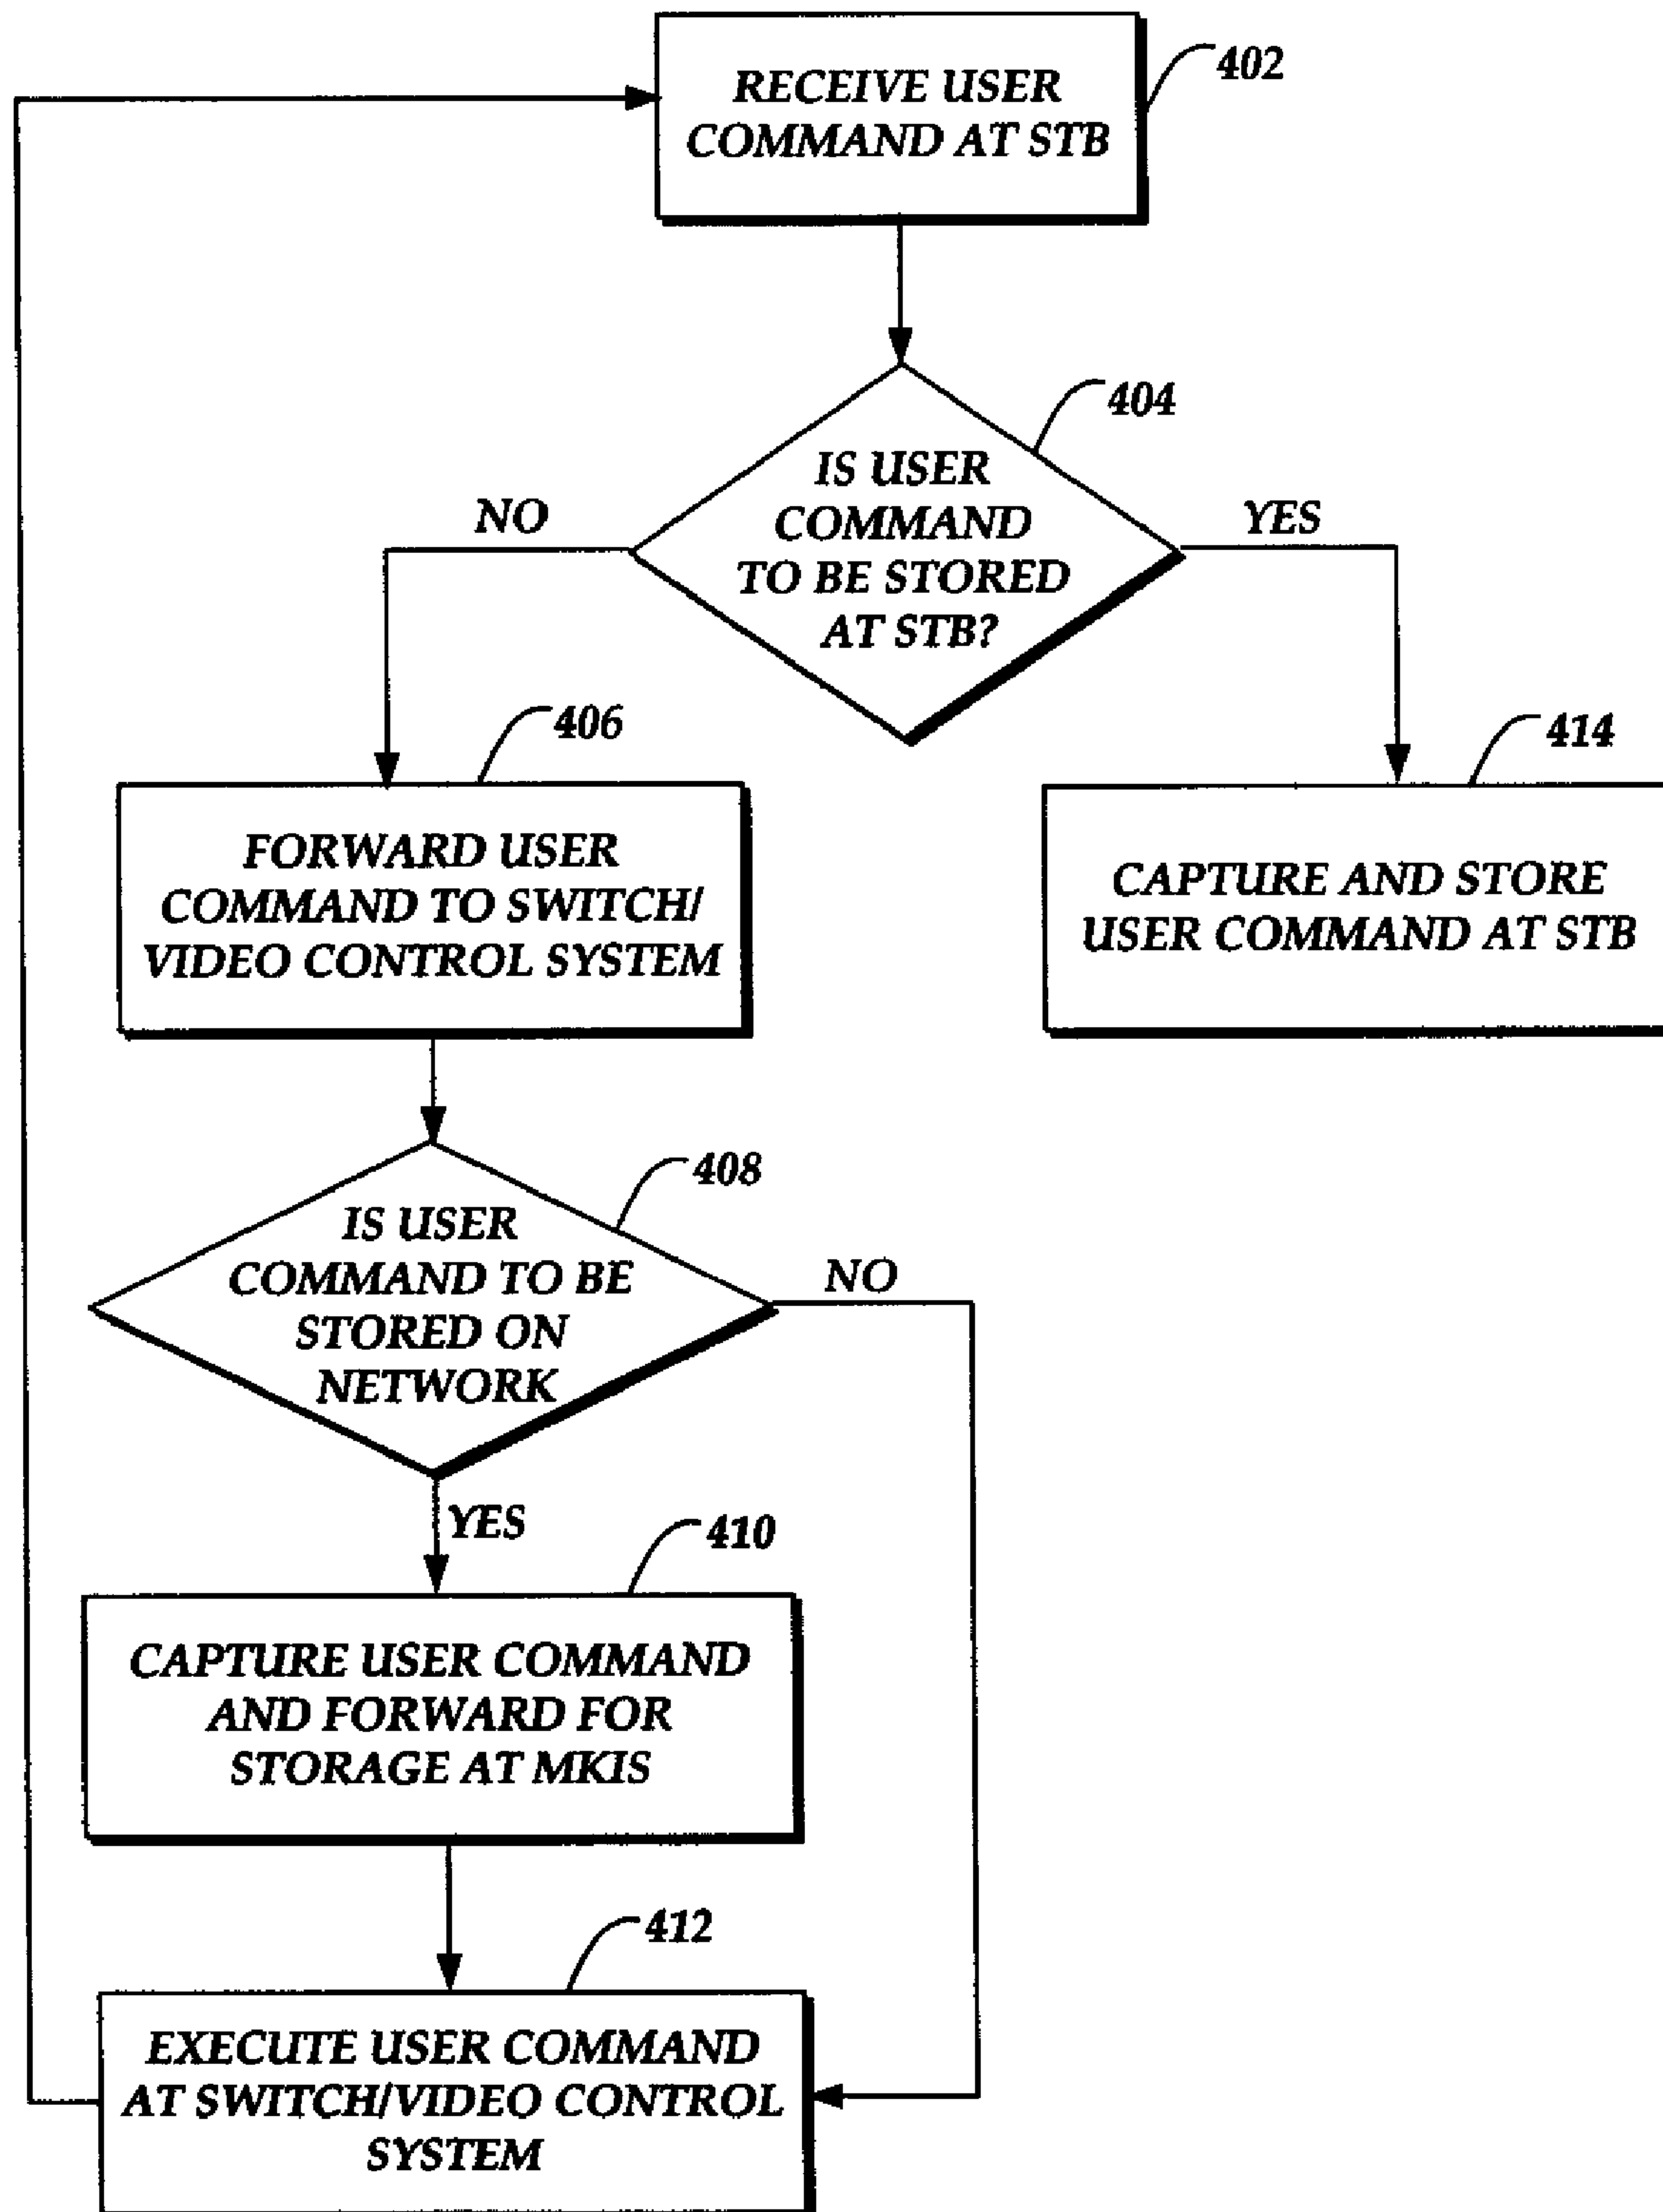 RECEIVE USER
COMMAND AT STB
402
404
IS USER
COMMAND
TO BE STORED
AT STB?
NO
YES
406
414
FORWARD USER
COMMAND TO SWITCH/
VIDEO CONTROL SYSTEM
CAPTURE AND STORE
USER COMMAND AT STB
408
IS USER
COMMAND TO BE
STORED ON
NETWORK
NO
YES
410
CAPTURE USER COMMAND
AND FORWARD FOR
STORAGE AT MKIS
412
EXECUTE USER COMMAND
AT SWITCH/VIDEO CONTROL
SYSTEM